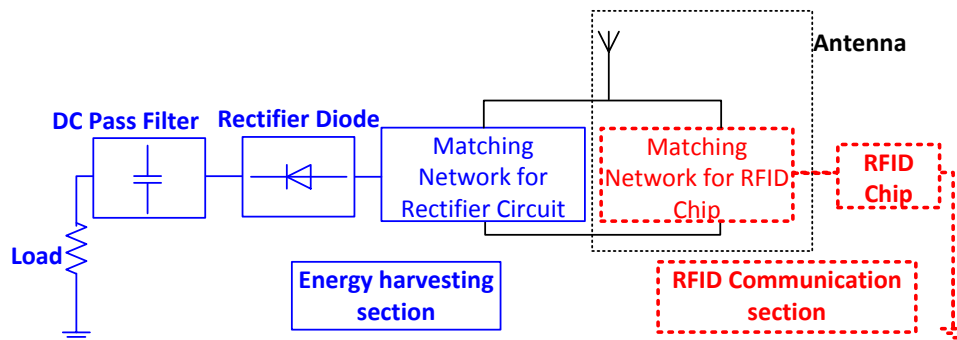 Antenna
DC Pass Filter
Rectifier Diode
Matching
Network for
Rectifier Circuit
Matching
Network for RFID
Chip
RFID
Chip
Load
Energy harvesting
section
RFID Communication
section